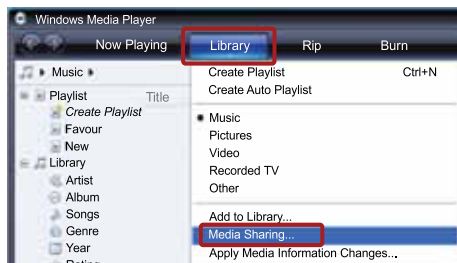 Windows Media Player
Now Playing Library Rip Burn
Music
Playlist Title
Create Playlist
Favour
New
Library
Artist
Album
Songs
Genre
Year
Rating
Create Playlist Ctrl+N
Create Auto Playlist
Music
Pictures
Video
Recorded TV
Other
Add to Library...
Media Sharing...
Apply Media Information Changes...